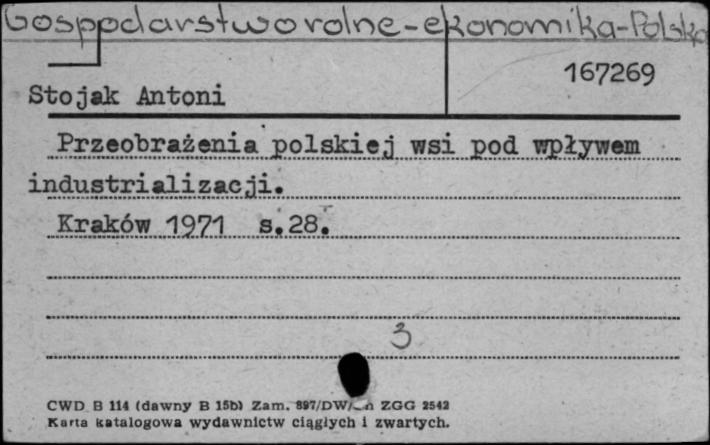 Gospodarstwo rolne-ekonomika-Polska
167269
Stojak Antoni
Przeobrażenia polskiej wsi pod wpływem
industrializacji.
Kraków 1971 s.28.
3
CWD B 114 (dawny B 15b) Zam. 897/DW/ ZGG 2542
Karta katalogowa wydawnictw ciągłych i zwartych.